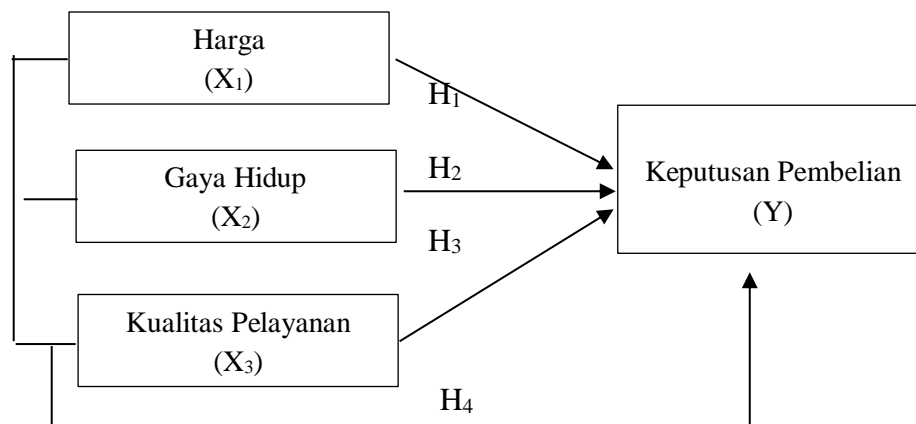 Harga
(X₁)
H₁
Gaya Hidup
(X₂)
H₂
Keputusan Pembelian
(Y)
H₃
Kualitas Pelayanan
(X₃)
H₄